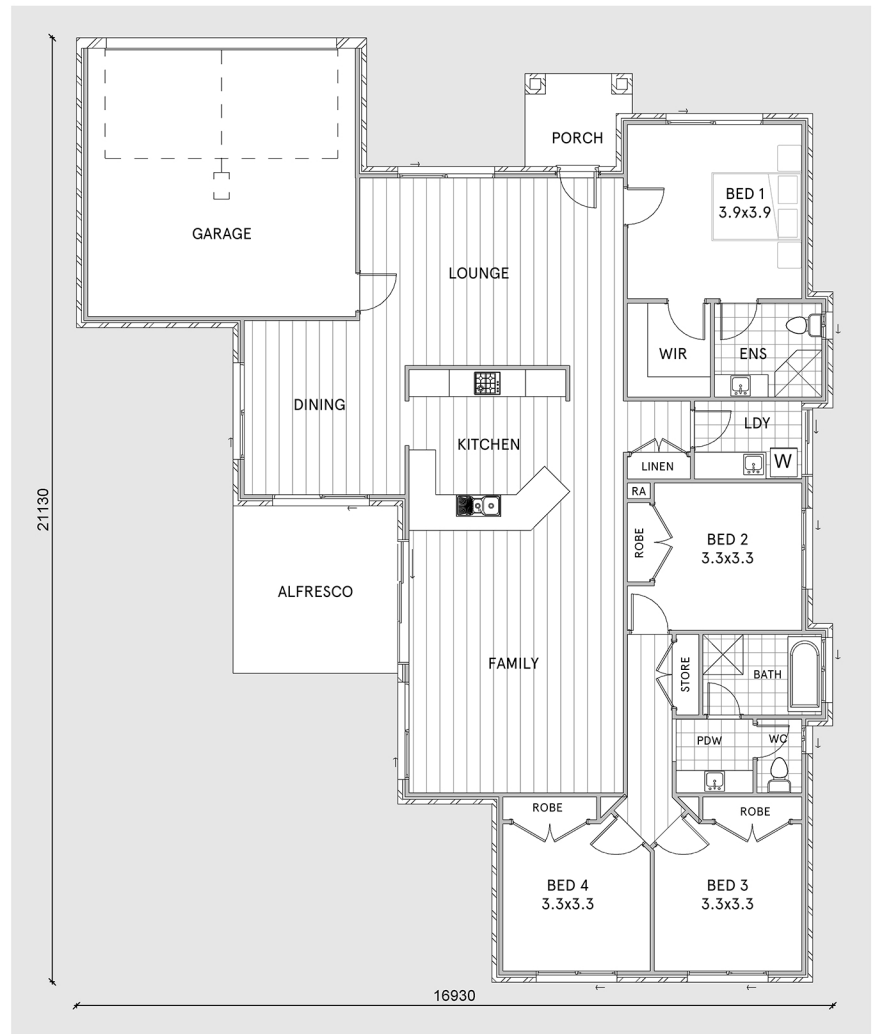 PORCH
BED 1
3.9x3.9
GARAGE
LOUNGE
WIR
ENS
DINING
KITCHEN
LDY
W
LINEN
RA
ROBE
BED 2
3.3x3.3
21130
ALFRESCO
FAMILY
STORE
BATH
PDW
WC
ROBE
ROBE
BED 4
3.3x3.3
BED 3
3.3x3.3
16930